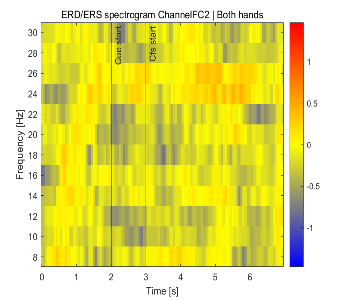 ERD/ERS spectrogram ChannelFC2 | Both hands
Frequency [Hz]
30
28
26
24
22
20
18
16
14
12
10
8
Cue start
Cfs start
0 1 2 3 4 5 6
Time [s]
1
0.5
0
-0.5
-1